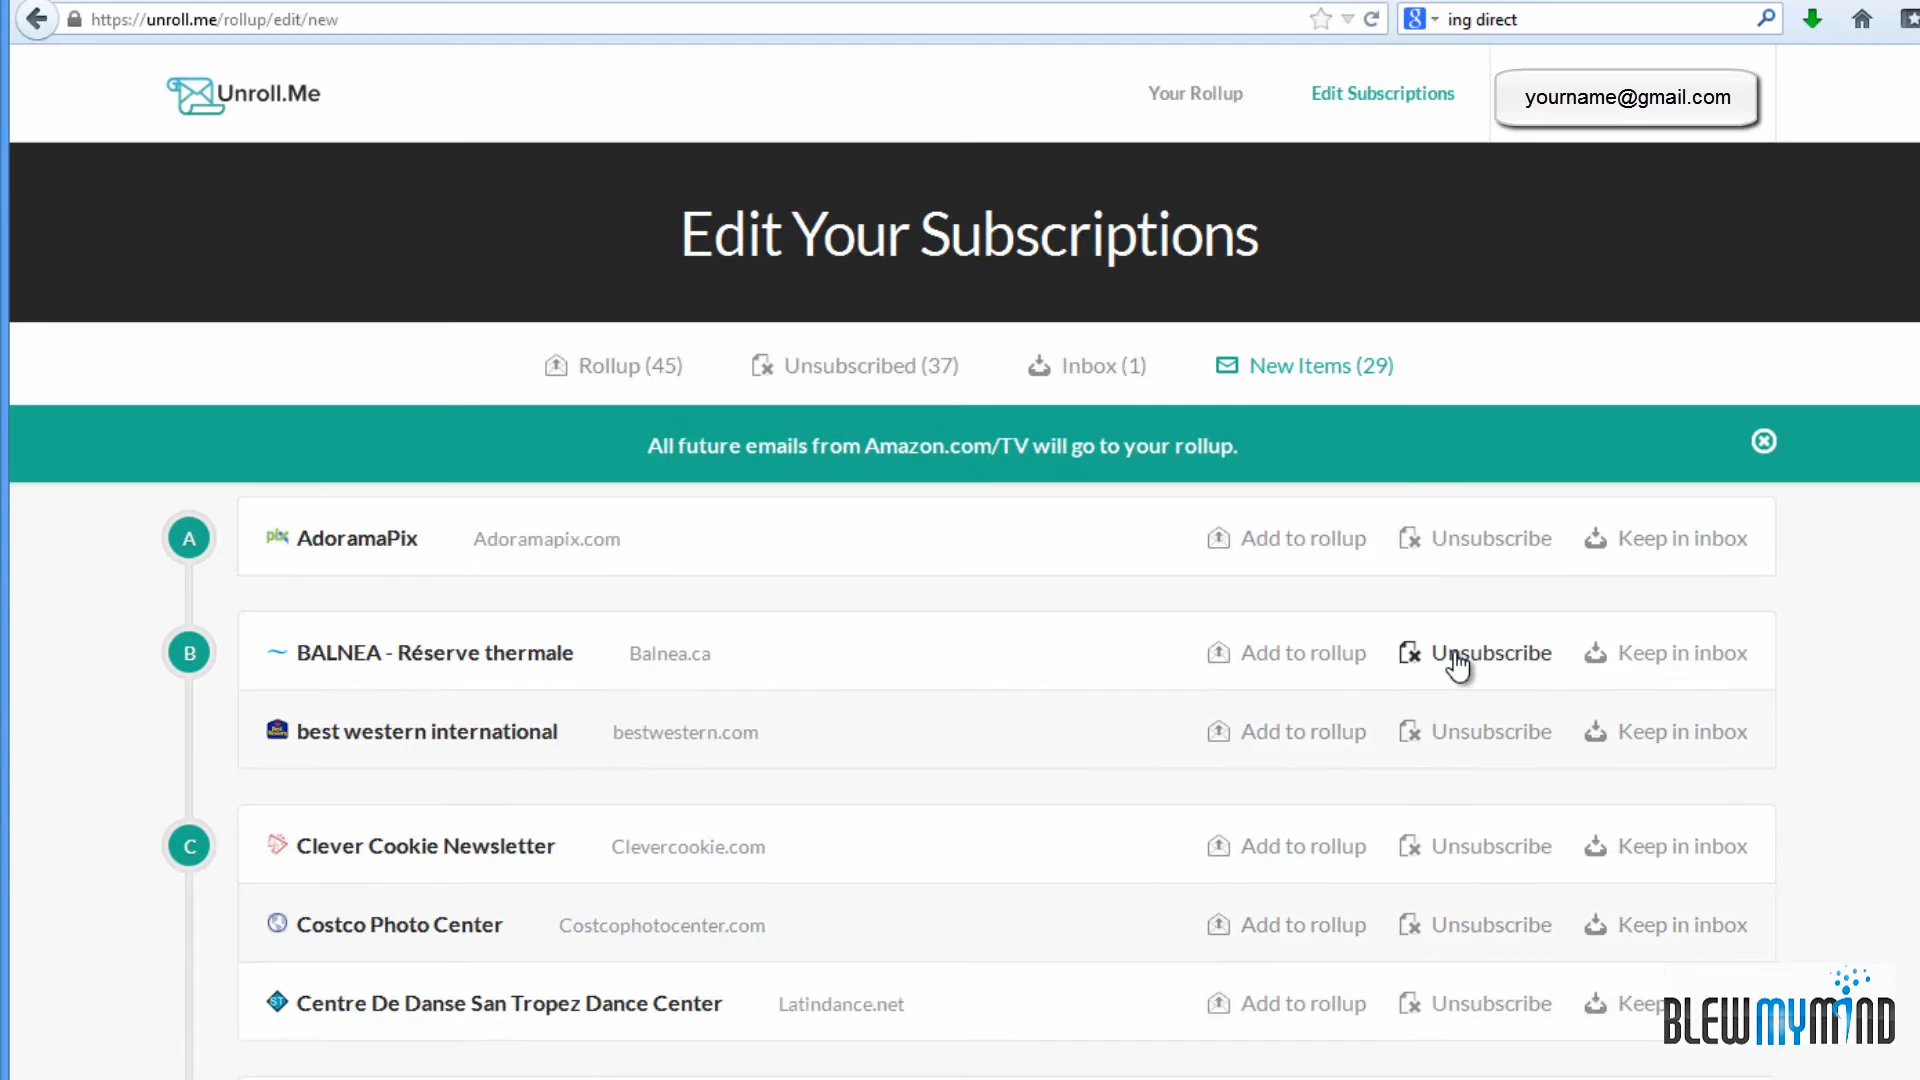 https://unroll.me/rollup/edit/new
ing direct
Unroll.Me
Your Rollup
Edit Subscriptions
yourname@gmail.com
Edit Your Subscriptions
Rollup (45)
Unsubscribed (37)
Inbox (1)
New Items (29)
All future emails from Amazon.com/TV will go to your rollup.
A
pix AdoramaPix Adoramapix.com Add to rollup Unsubscribe Keep in inbox
B
BALNEA - Réserve thermale Balnea.ca Add to rollup Unsubscribe Keep in inbox
best western international bestwestern.com Add to rollup Unsubscribe Keep in inbox
C
Clever Cookie Newsletter Clevercookie.com Add to rollup Unsubscribe Keep in inbox
Costco Photo Center Costcophotocenter.com Add to rollup Unsubscribe Keep in inbox
Centre De Danse San Tropez Dance Center Latindance.net Add to rollup Unsubscribe Keep
BLEWMYMIND